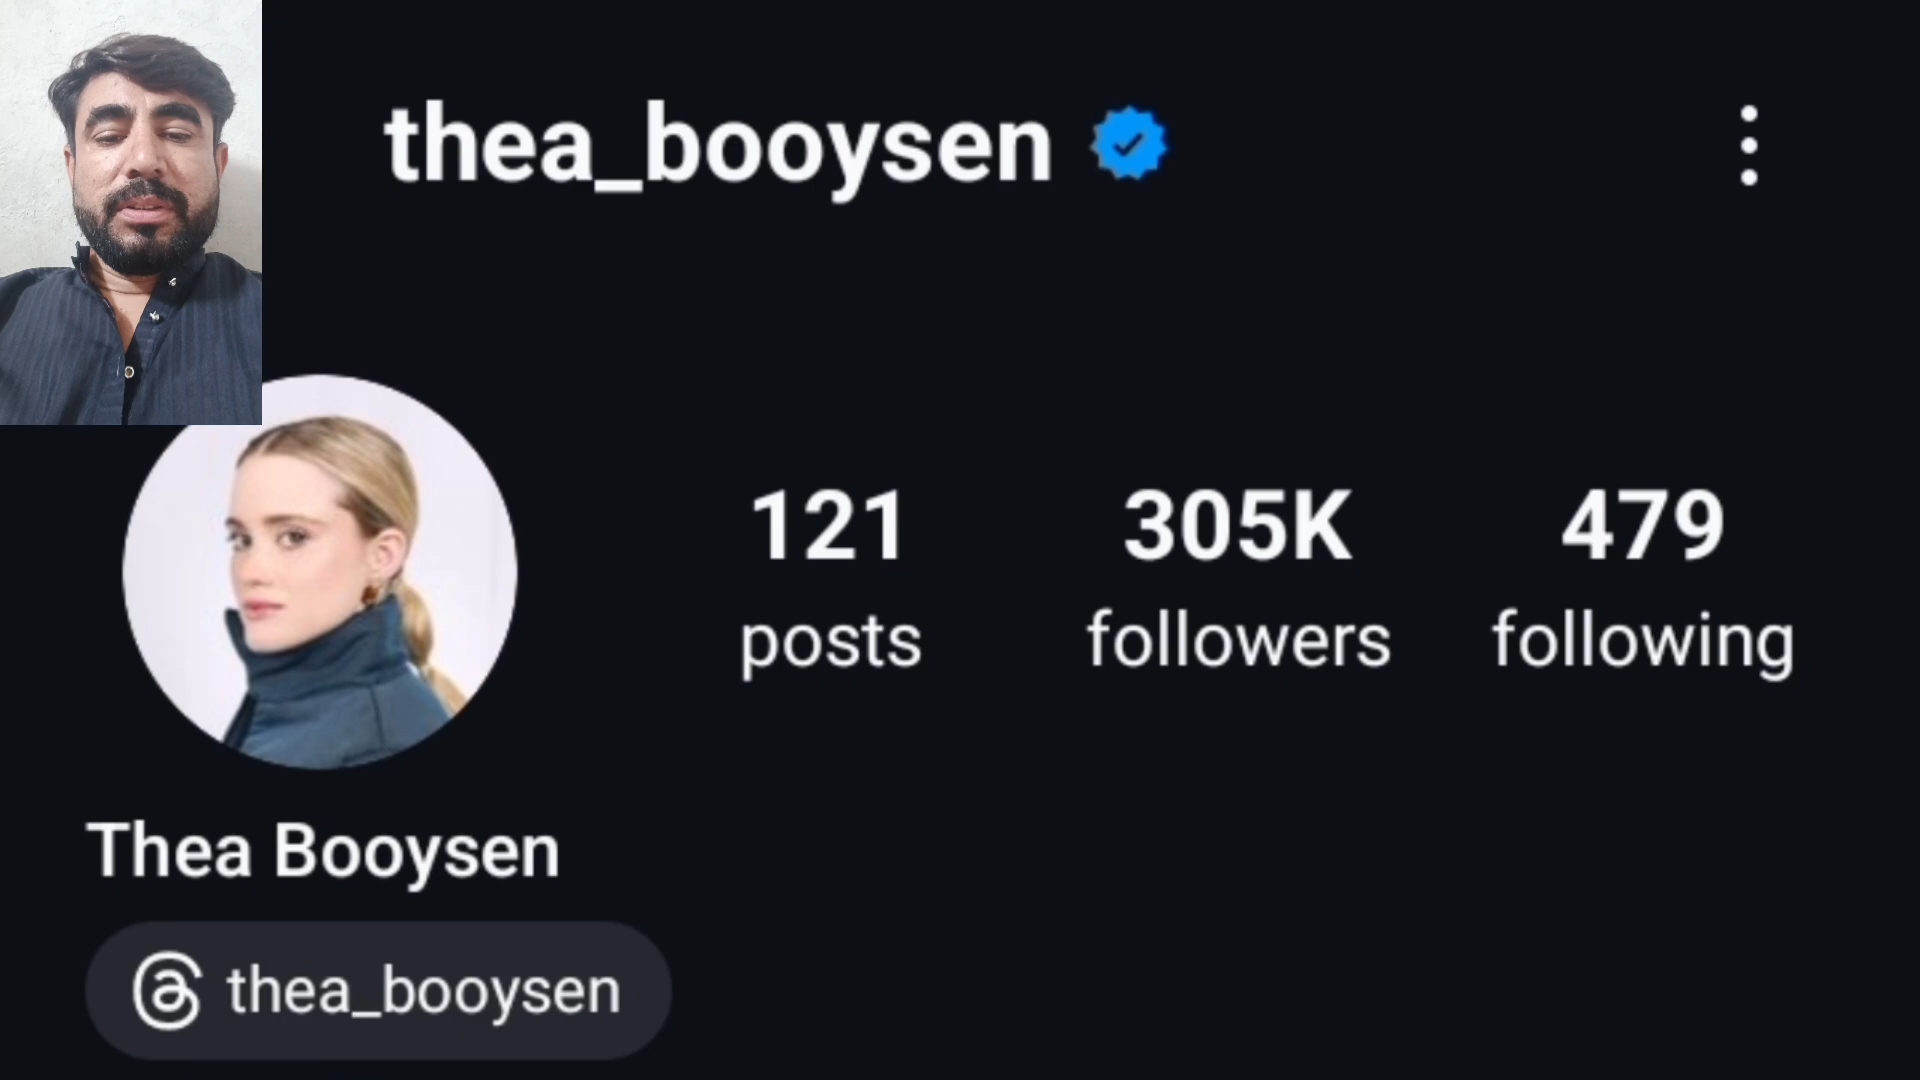 thea_booysen
121 305K 479
posts followers following
Thea Booysen
thea_booysen